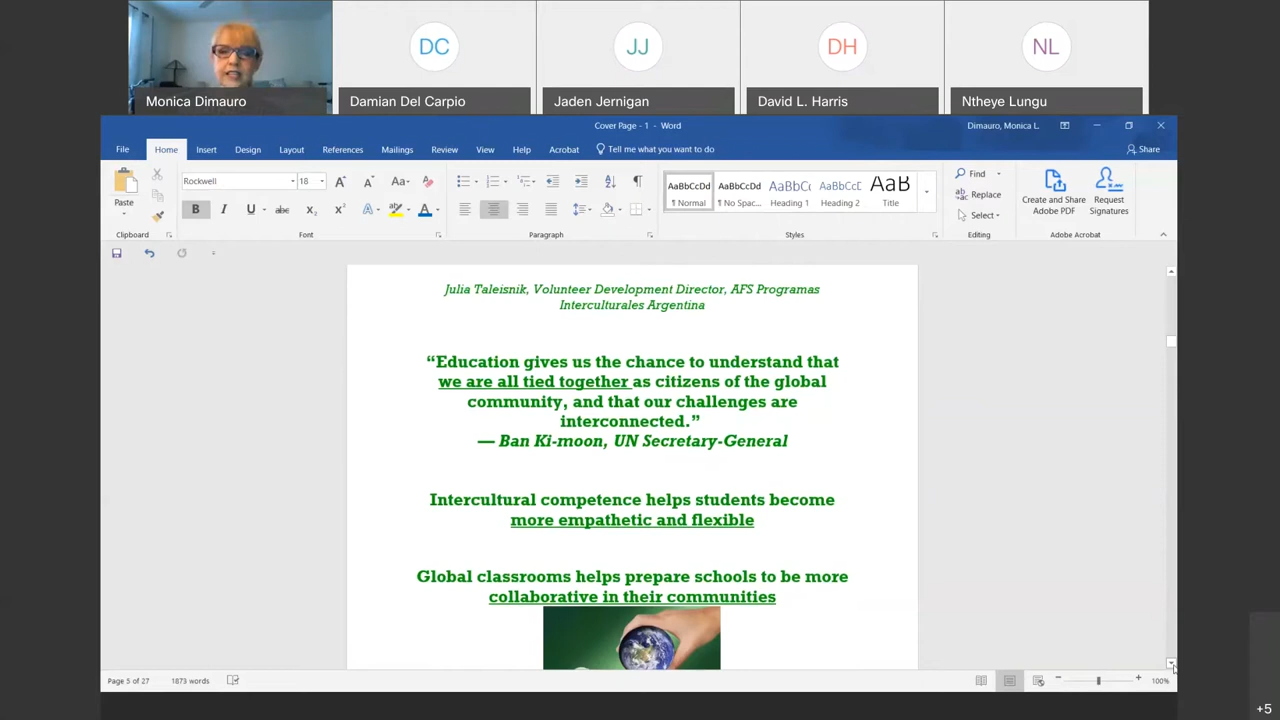 DC
JJ
DH
NL
Monica Dimauro
Damian Del Carpio
Jaden Jernigan
David L. Harris
Ntheye Lungu
Cover Page - 1 - Word
Dimauro, Monica L.
File Home Insert Design Layout References Mailings Review View Help Acrobat Tell me what you want to do
Share
Paste
Clipboard
Rockwell 18
Aa
B I U abc x₂ x² A A
Font
Paragraph
AaBbCcDd AaBbCcDd AaBbCc AaBbCcD AaB
¶ Normal ¶ No Spac... Heading 1 Heading 2 Title
Styles
Find
Replace
Select
Editing
Create and Share
Adobe PDF
Request
Signatures
Adobe Acrobat
Julia Taleisnik, Volunteer Development Director, AFS Programas
Interculturales Argentina
“Education gives us the chance to understand that
we are all tied together as citizens of the global
community, and that our challenges are
interconnected.”
— Ban Ki-moon, UN Secretary-General
Intercultural competence helps students become
more empathetic and flexible
Global classrooms helps prepare schools to be more
collaborative in their communities
Page 5 of 27 1873 words
100%
+5